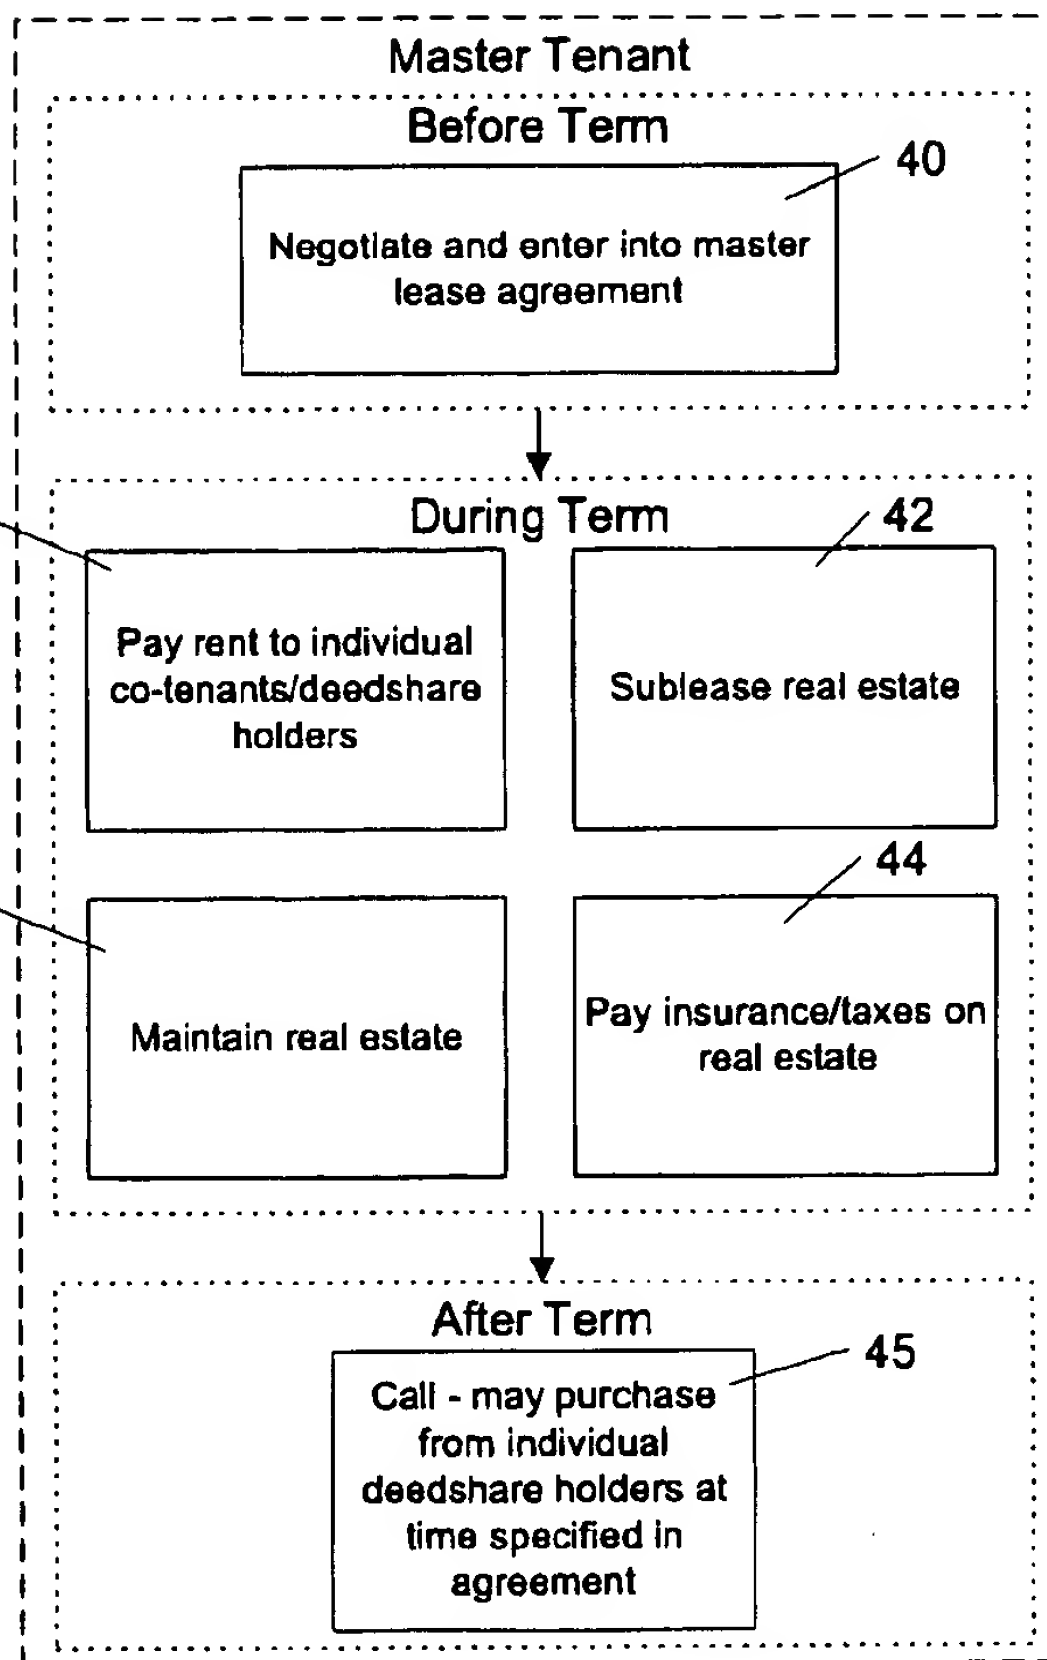 Master Tenant
Before Term
40
Negotiate and enter into master
lease agreement
During Term
42
Pay rent to individual
co-tenants/deedshare
holders
Sublease real estate
44
Maintain real estate
Pay insurance/taxes on
real estate
After Term
45
Call - may purchase
from individual
deedshare holders at
time specified in
agreement